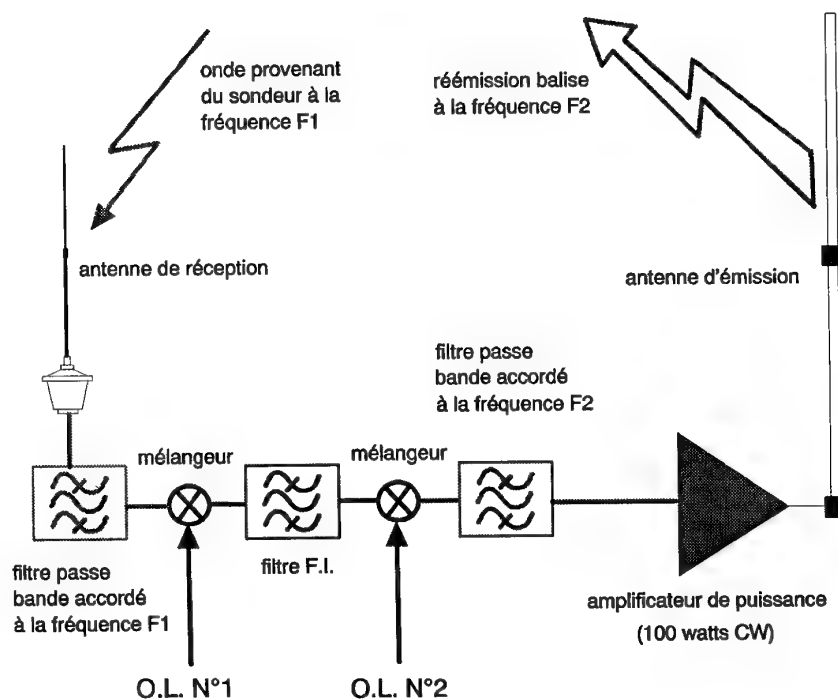 onde provenant
du sondeur à la
fréquence F1
réémission balise
à la fréquence F2
antenne de réception
antenne d'émission
filtre passe
bande accordé
à la fréquence F2
mélangeur
mélangeur
filtre passe
bande accordé
à la fréquence F1
filtre F.I.
amplificateur de puissance
(100 watts CW)
O.L. N°1
O.L. N°2